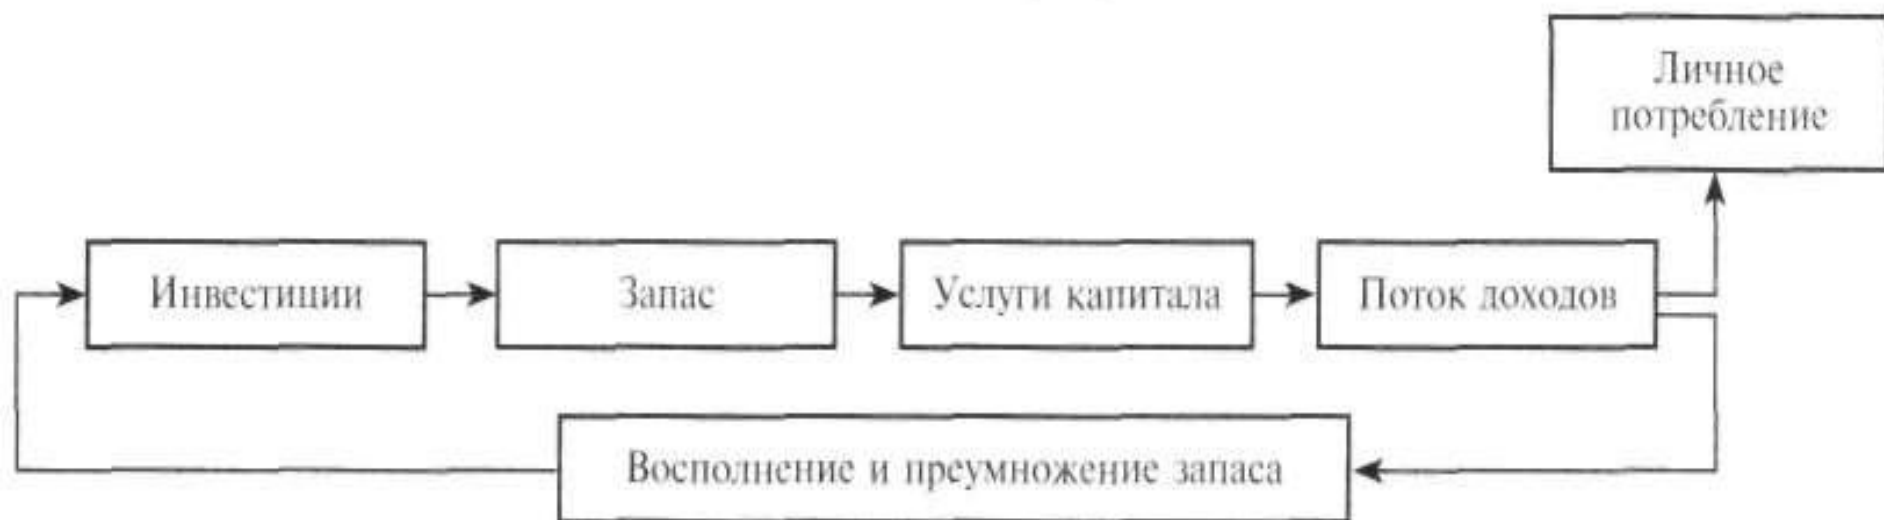 Личное
потребление
Инвестиции
Запас
Услуги капитала
Поток доходов
Восполнение и преумножение запаса